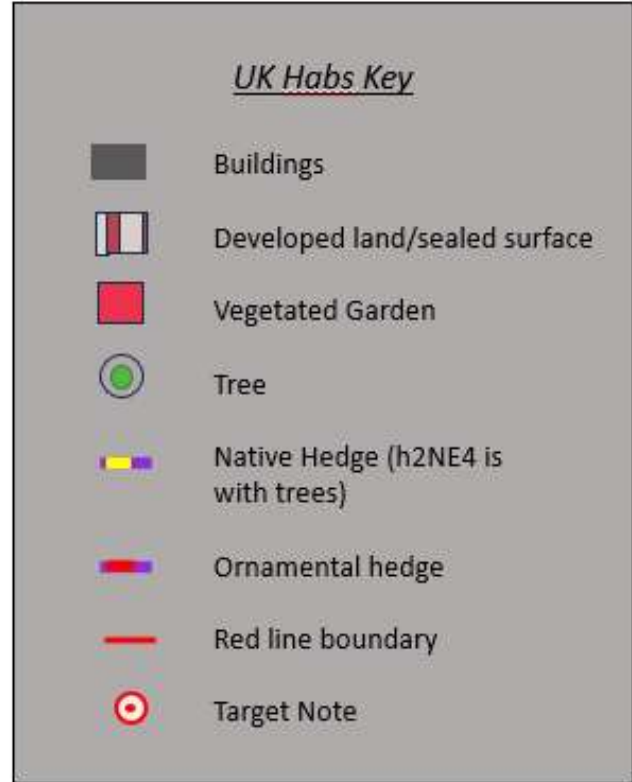 UK Habs Key
Buildings
Developed land/sealed surface
Vegetated Garden
Tree
Native Hedge (h2NE4 is
with trees)
Ornamental hedge
Red line boundary
Target Note